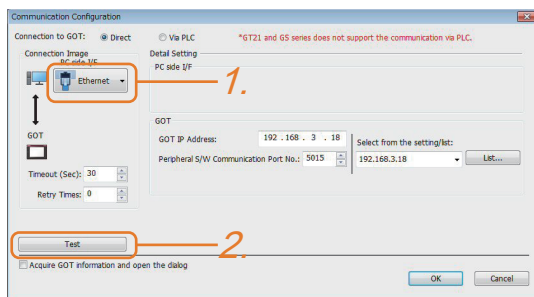 Communication Configuration
Connection to GOT: Direct Via PLC *GT21 and GS series does not support the communication via PLC.
Connection Image Detail Setting
PC side I/F PC side I/F
Ethernet 1.
GOT
GOT GOT IP Address: 192 . 168 . 3 . 18 Select from the setting/list:
Peripheral S/W Communication Port No.: 5015 192.168.3.18 List...
Timeout (Sec): 30
Retry Times: 0
Test 2.
Acquire GOT information and open the dialog
OK Cancel